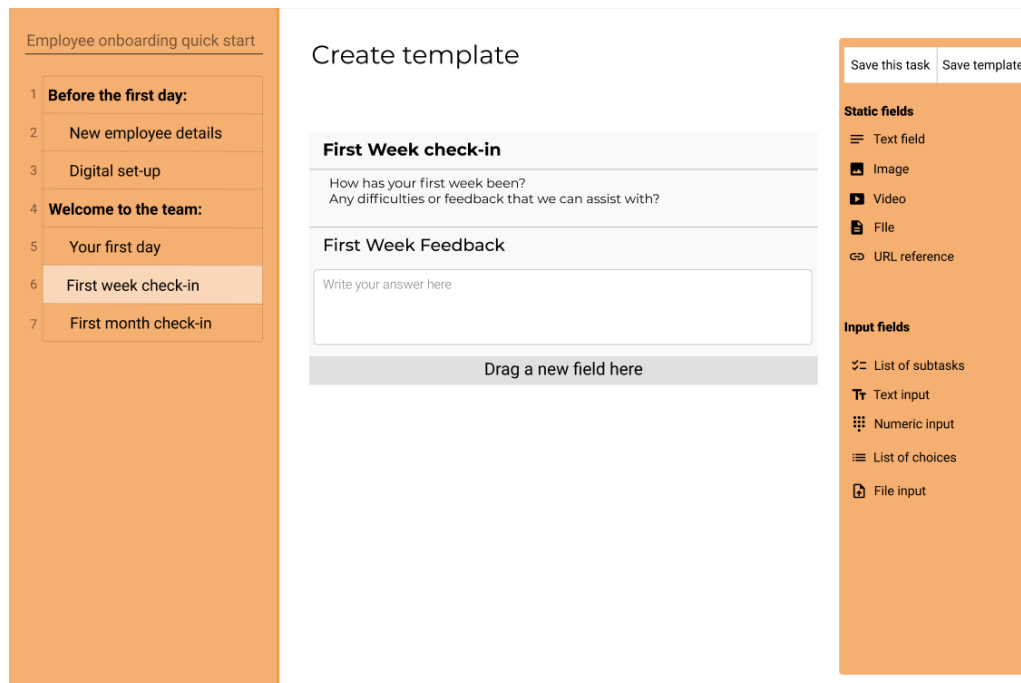 Employee onboarding quick start
1 Before the first day:
2 New employee details
3 Digital set-up
4 Welcome to the team:
5 Your first day
6 First week check-in
7 First month check-in
Create template
First Week check-in
How has your first week been?
Any difficulties or feedback that we can assist with?
First Week Feedback
Write your answer here
Drag a new field here
Save this task
Save template
Static fields
Text field
Image
Video
FIle
URL reference
Input fields
List of subtasks
Text input
Numeric input
List of choices
File input